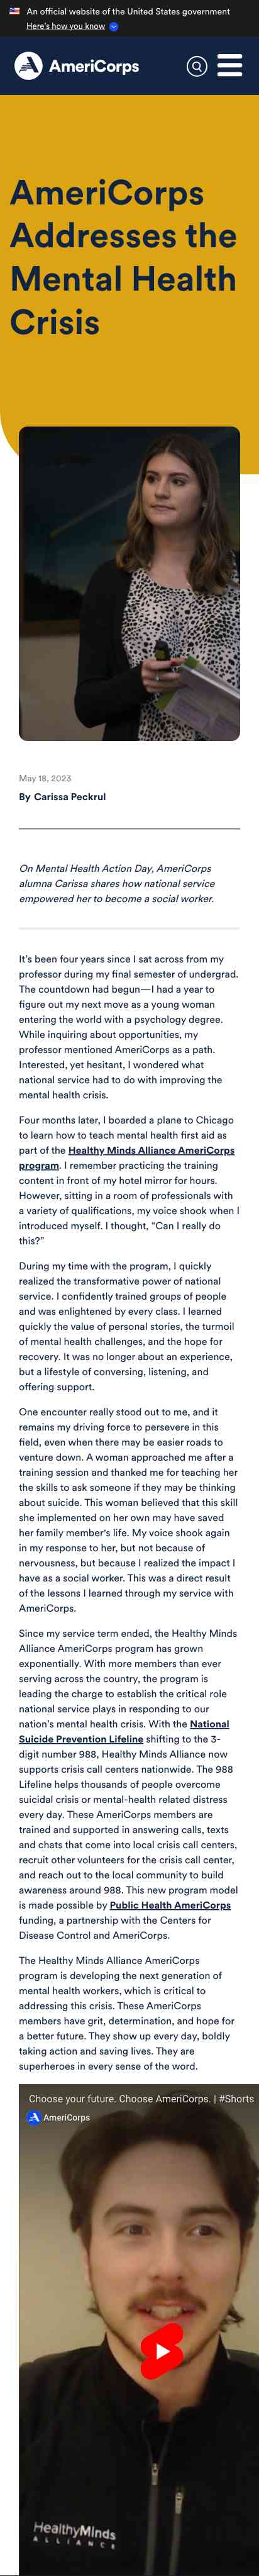 An official website of the United States government
Here's how you know
AmeriCorps
AmeriCorps
Addresses the
Mental Health
Crisis
May 18, 2023
By Carissa Peckrul
On Mental Health Action Day, AmeriCorps
alumna Carissa shares how national service
empowered her to become a social worker.
It's been four years since I sat across from my
professor during my final semester of undergrad.
The countdown had begun—I had a year to
figure out my next move as a young woman
entering the world with a psychology degree.
While inquiring about opportunities, my
professor mentioned AmeriCorps as a path.
Interested, yet hesitant, I wondered what
national service had to do with improving the
mental health crisis.
Four months later, I boarded a plane to Chicago
to learn how to teach mental health first aid as
part of the Healthy Minds Alliance AmeriCorps
program. I remember practicing the training
content in front of my hotel mirror for hours.
However, sitting in a room of professionals with
a variety of qualifications, my voice shook when I
introduced myself. I thought, "Can I really do
this?"
During my time with the program, I quickly
realized the transformative power of national
service. I confidently trained groups of people
and was enlightened by every class. I learned
quickly the value of personal stories, the turmoil
of mental health challenges, and the hope for
recovery. It was no longer about an experience,
but a lifestyle of conversing, listening, and
offering support.
One encounter really stood out to me, and it
remains my driving force to persevere in this
field, even when there may be easier roads to
venture down. A woman approached me after a
training session and thanked me for teaching her
the skills to ask someone if they may be thinking
about suicide. This woman believed that this skill
she implemented on her own may have saved
her family member's life. My voice shook again
in my response to her, but not because of
nervousness, but because I realized the impact I
have as a social worker. This was a direct result
of the lessons I learned through my service with
AmeriCorps.
Since my service term ended, the Healthy Minds
Alliance AmeriCorps program has grown
exponentially. With more members than ever
serving across the country, the program is
leading the charge to establish the critical role
national service plays in responding to our
nation's mental health crisis. With the National
Suicide Prevention Lifeline shifting to the 3-
digit number 988, Healthy Minds Alliance now
supports crisis call centers nationwide. The 988
Lifeline helps thousands of people overcome
suicidal crisis or mental-health related distress
every day. These AmeriCorps members are
trained and supported in answering calls, texts
and chats that come into local crisis call centers,
recruit other volunteers for the crisis call center,
and reach out to the local community to build
awareness around 988. This new program model
is made possible by Public Health AmeriCorps
funding, a partnership with the Centers for
Disease Control and AmeriCorps.
The Healthy Minds Alliance AmeriCorps
program is developing the next generation of
mental health workers, which is critical to
addressing this crisis. These AmeriCorps
members have grit, determination, and hope for
a better future. They show up every day, boldly
taking action and saving lives. They are
superheroes in every sense of the word.
Choose your future. Choose AmeriCorps. | #Shorts
AmeriCorps
HealthyMinds
ALLIANCE